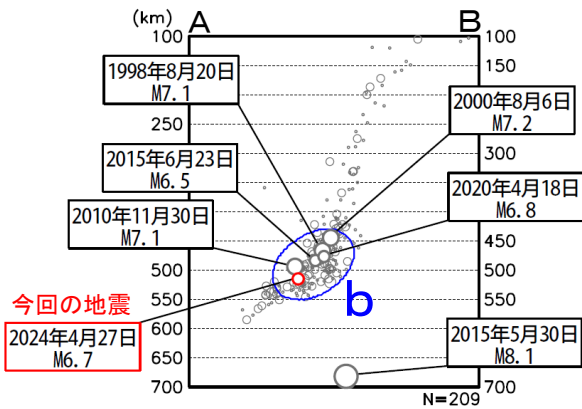 (km)
A
B
100
100
150
1998年8月20日
M7.1
2000年8月6日
M7.2
250
300
2015年6月23日
M6.5
350
2020年4月18日
M6.8
2010年11月30日
M7.1
450
500
500
550
550
b
今回の地震
2024年4月27日
M6.7
600
600
650
2015年5月30日
M8.1
700
700
N=209